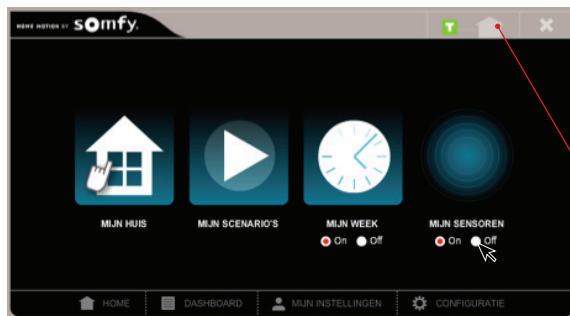 HOME MOTION BY somfy.
T
MIJN HUIS
MIJN SCENARIO'S
MIJN WEEK
On Off
MIJN SENSOREN
On Off
HOME
DASHBOARD
MIJN INSTELLINGEN
CONFIGURATIE